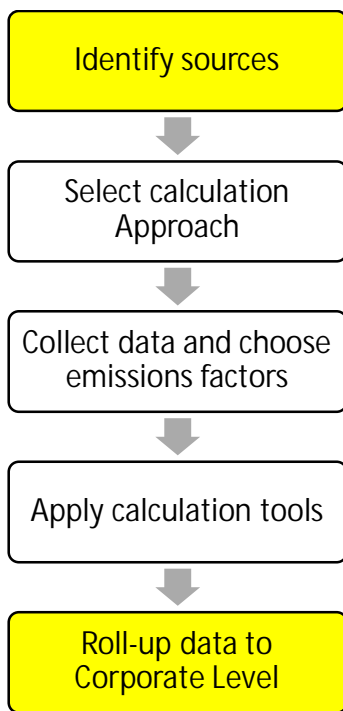 Identify sources
Select calculation
Approach
Collect data and choose
emissions factors
Apply calculation tools
Roll-up data to
Corporate Level